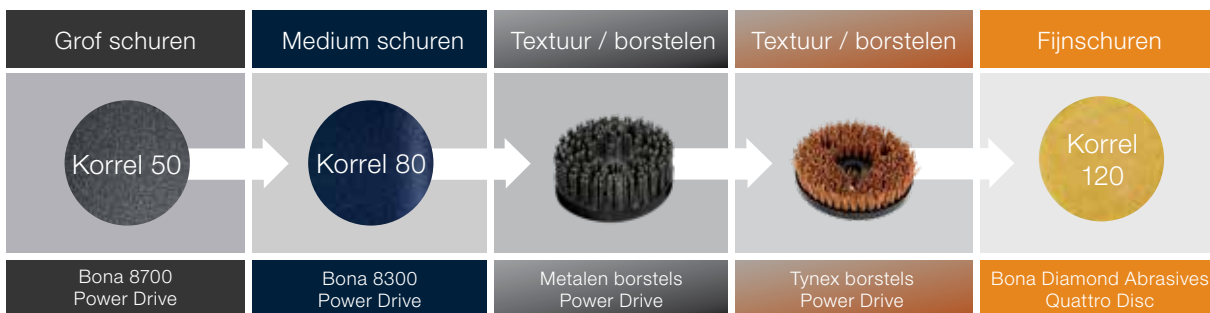 Grof schuren
Medium schuren
Textuur / borstelen
Textuur / borstelen
Fijnschuren
Korrel 50
Korrel 80
Korrel
120
Bona 8700
Power Drive
Bona 8300
Power Drive
Metalen borstels
Power Drive
Tynex borstels
Power Drive
Bona Diamond Abrasives
Quattro Disc